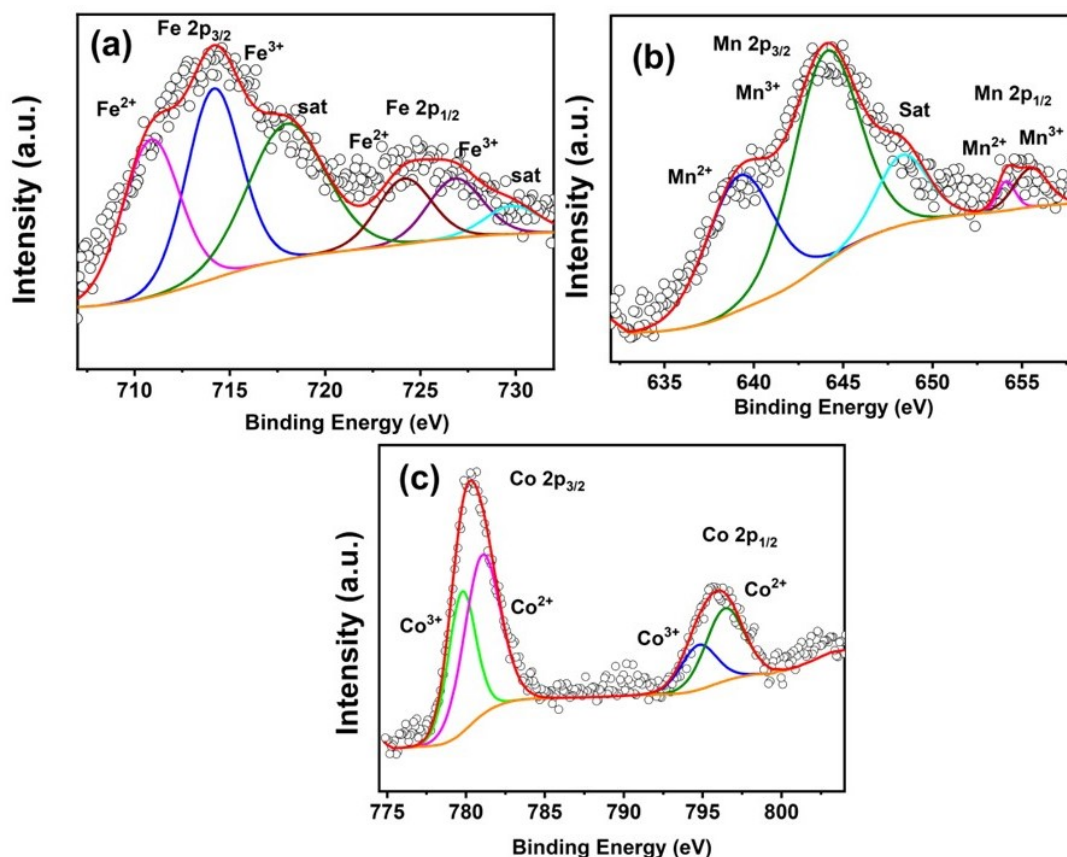 (a)
Fe 2p3/2
Fe3+
Fe2+
sat
Fe 2p1/2
Fe2+
Fe3+
sat
Intensity (a.u.)
710 715 720 725 730
Binding Energy (eV)
(b)
Mn 2p3/2
Mn3+
Mn2+
Sat
Mn 2p1/2
Mn2+
Mn3+
Intensity (a.u.)
635 640 645 650 655
Binding Energy (eV)
(c)
Co 2p3/2
Co3+
Co2+
Co 2p1/2
Co2+
Co3+
Intensity (a.u.)
775 780 785 790 795 800
Binding Energy (eV)